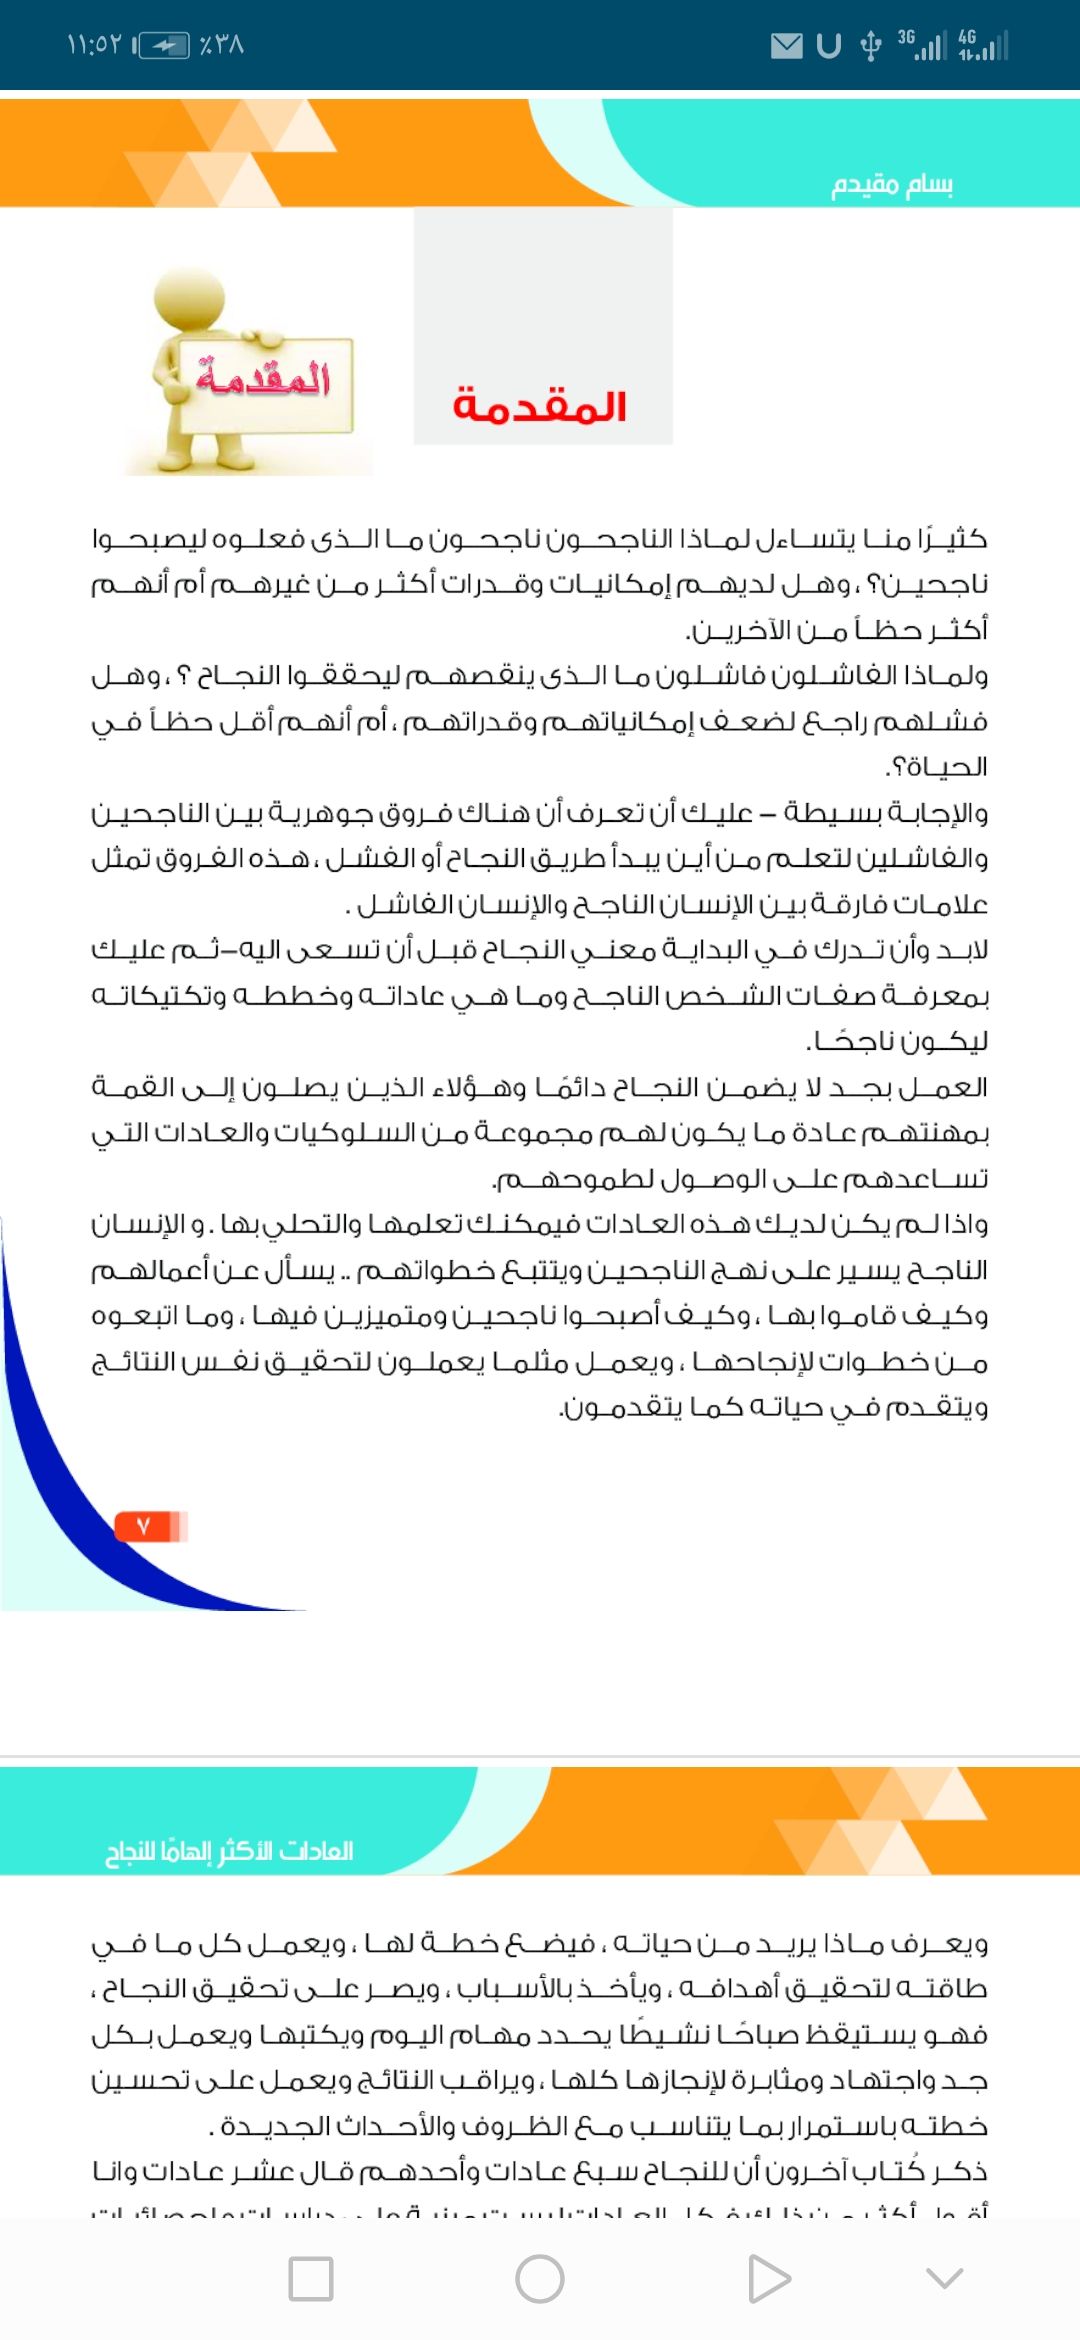 ١١:٥٢ ٪٣٨ 3G 4G
بسام مقيدم
المقدمة
المقدمة
كثيرًا منا يتساءل لماذا الناجحون ناجحون ما الذى فعلوه ليصبحوا
ناجحين؟ ، وهل لديهم إمكانيات وقدرات أكثر من غيرهم أم أنهم
أكثر حظاً من الآخرين.
ولماذا الفاشلون فاشلون ما الذى ينقصهم ليحققوا النجاح ؟ ، وهل
فشلهم راجع لضعف إمكانياتهم وقدراتهم ، أم أنهم أقل حظاً في
الحياة؟.
والإجابة بسيطة – عليك أن تعرف أن هناك فروق جوهرية بين الناجحين
والفاشلين لتعلم من أين يبدأ طريق النجاح أو الفشل ، هذه الفروق تمثل
علامات فارقة بين الإنسان الناجح والإنسان الفاشل .
لابد وأن تدرك في البداية معني النجاح قبل أن تسعى اليه–ثم عليك
بمعرفة صفات الشخص الناجح وما هي عاداته وخططه وتكتيكاته
ليكون ناجحًا.
العمل بجد لا يضمن النجاح دائمًا وهؤلاء الذين يصلون إلى القمة
بمهنتهم عادة ما يكون لهم مجموعة من السلوكيات والعادات التي
تساعدهم على الوصول لطموحهم.
واذا لم يكن لديك هذه العادات فيمكنك تعلمها والتحلي بها . و الإنسان
الناجح يسير على نهج الناجحين ويتتبع خطواتهم .. يسأل عن أعمالهم
وكيف قاموا بها ، وكيف أصبحوا ناجحين ومتميزين فيها ، وما اتبعوه
من خطوات لإنجاحها ، ويعمل مثلما يعملون لتحقيق نفس النتائج
ويتقدم في حياته كما يتقدمون.
٧
العادات الأكثر إلهامًا للنجاح
ويعرف ماذا يريد من حياته ، فيضع خطة لها ، ويعمل كل ما في
طاقته لتحقيق أهدافه ، ويأخذ بالأسباب ، ويصر على تحقيق النجاح ،
فهو يستيقظ صباحًا نشيطًا يحدد مهام اليوم ويكتبها ويعمل بكل
جد واجتهاد ومثابرة لإنجازها كلها ، ويراقب النتائج ويعمل على تحسين
خطته باستمرار بما يتناسب مع الظروف والأحداث الجديدة .
ذكر كُتاب آخرون أن للنجاح سبع عادات وأحدهم قال عشر عادات وانا
أقول أكثر من ذلك